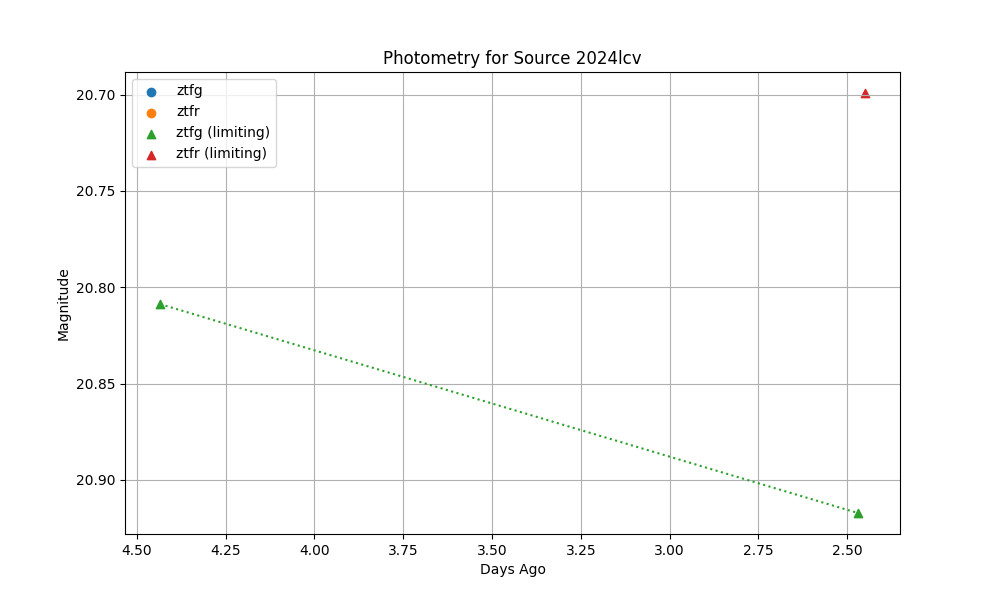 Photometry for Source 2024lcv
ztfg
ztfr
ztfg (limiting)
ztfr (limiting)
20.70
20.75
20.80
20.85
20.90
Magnitude
4.50 4.25 4.00 3.75 3.50 3.25 3.00 2.75 2.50
Days Ago